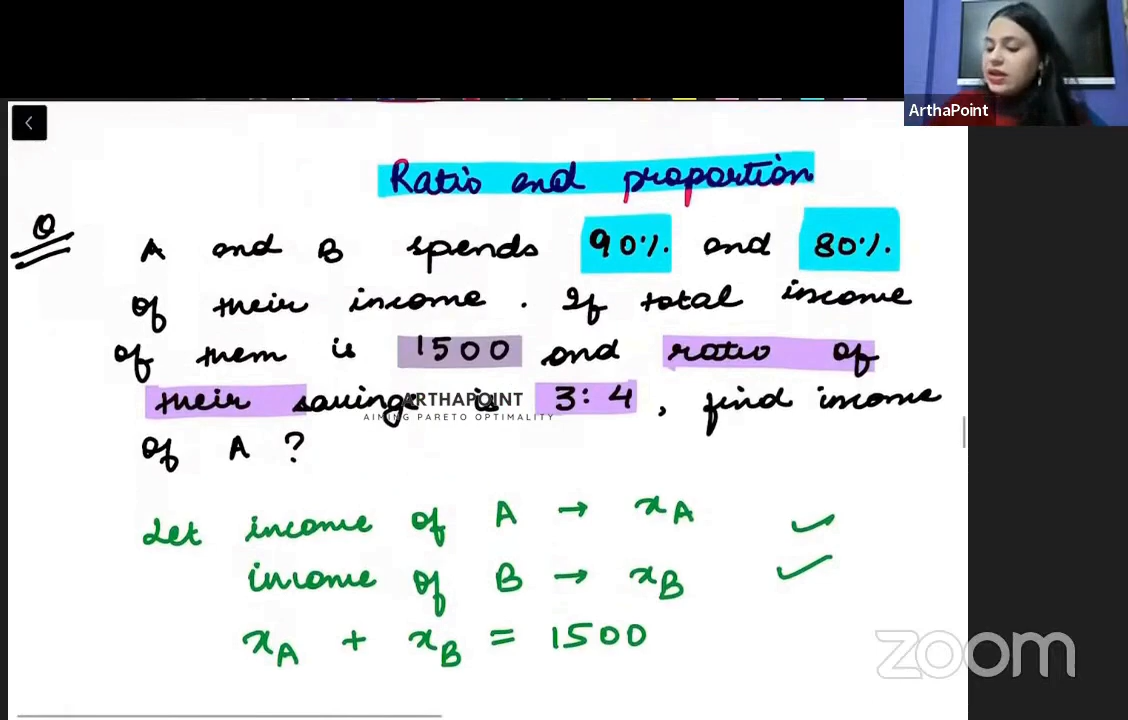 ArthaPoint
Ratio and proportion
Q
A and B spends 90%. and 80%.
of their income. If total income
of them is 1500 and ratio of
their savings is 3:4, find income
of A?
ARTHAPOINT
AIMING PARETO OPTIMALITY
Let income of A → xA
income of B → xB
xA + xB = 1500
zoom